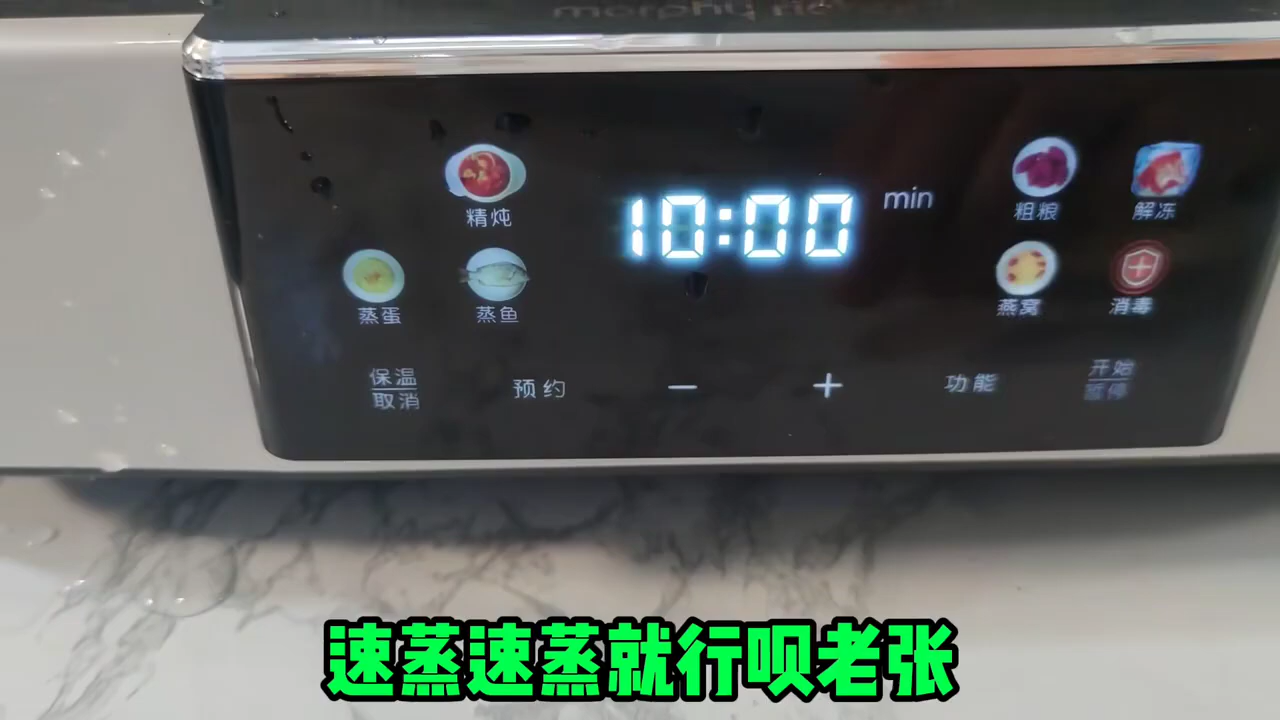 morphy
精炖
10:00 min
粗粮
解冻
蒸蛋
蒸鱼
燕窝
消毒
保温
取消
预约
−
+
功能
开始
暂停
速蒸速蒸就行呗老张